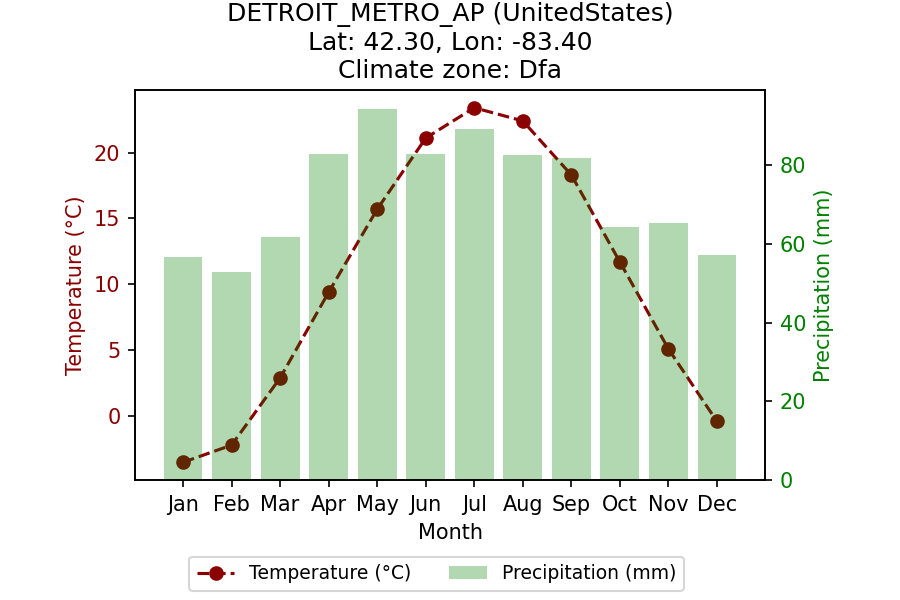 DETROIT_METRO_AP (UnitedStates)
Lat: 42.30, Lon: -83.40
Climate zone: Dfa
Temperature (°C)
20
15
10
5
0
80
60
40
20
0
Precipitation (mm)
Jan Feb Mar Apr May Jun Jul Aug Sep Oct Nov Dec
Month
Temperature (°C) Precipitation (mm)